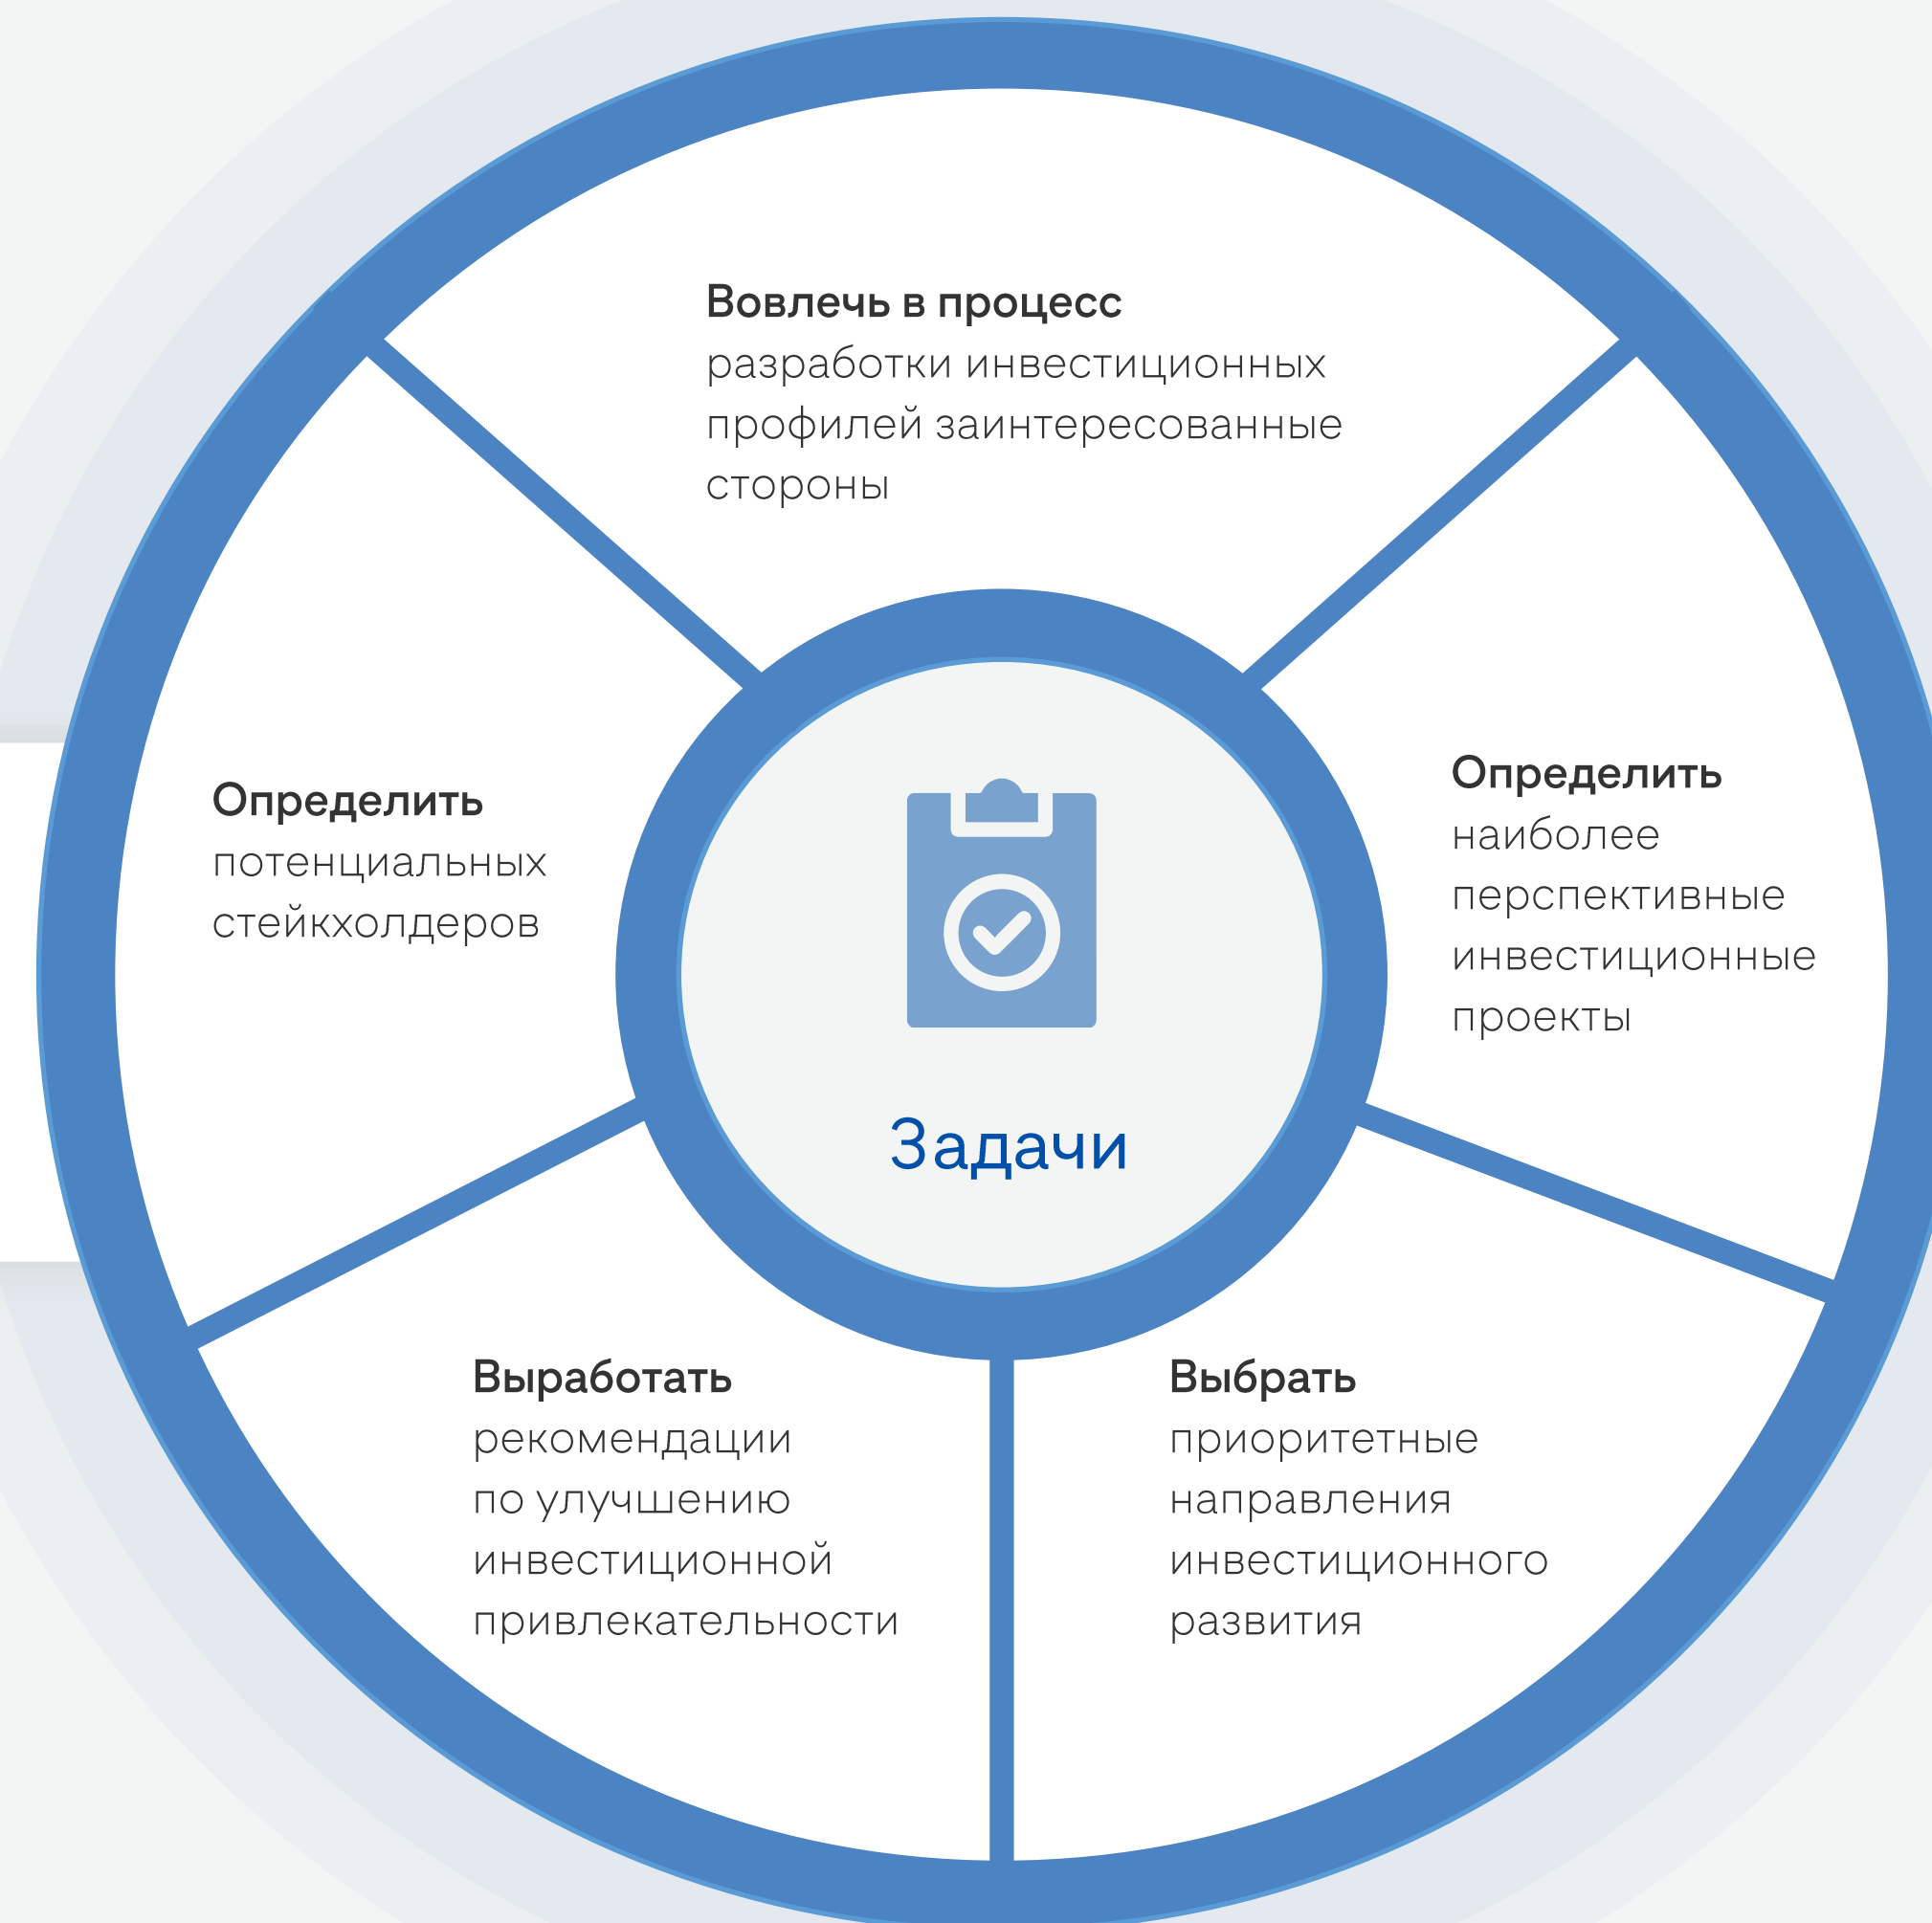 Вовлечь в процесс
разработки инвестиционных
профилей заинтересованные
стороны
Определить
потенциальных
стейкхолдеров
Определить
наиболее
перспективные
инвестиционные
проекты
Задачи
Выработать
рекомендации
по улучшению
инвестиционной
привлекательности
Выбрать
приоритетные
направления
инвестиционного
развития